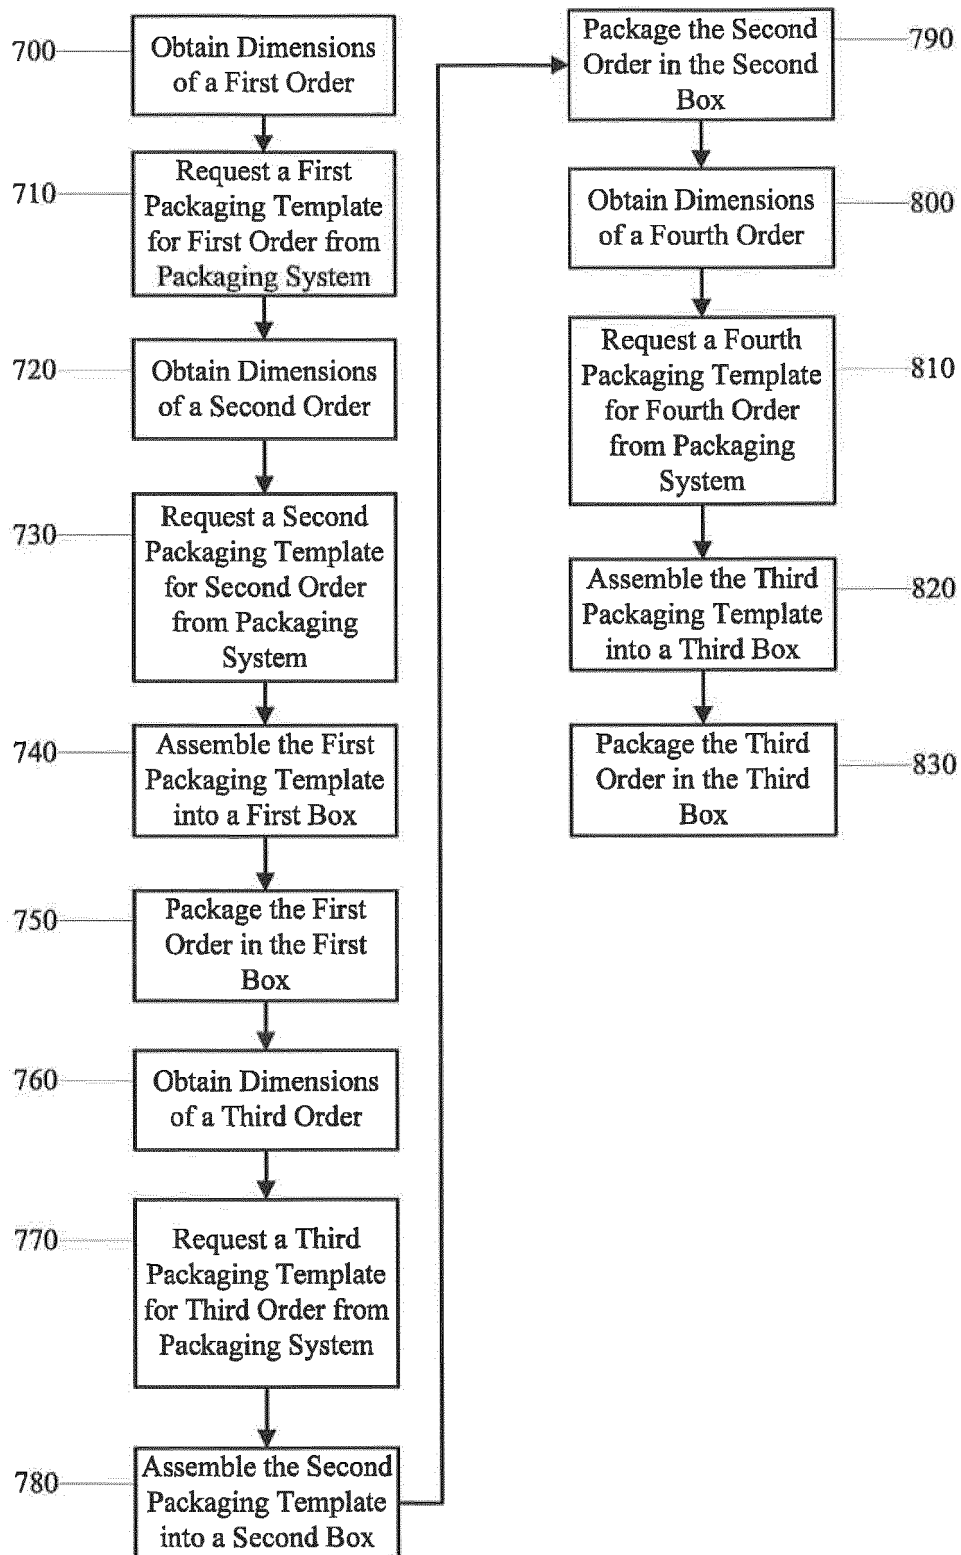 700
Obtain Dimensions
of a First Order
710
Request a First
Packaging Template
for First Order from
Packaging System
720
Obtain Dimensions
of a Second Order
730
Request a Second
Packaging Template
for Second Order
from Packaging
System
740
Assemble the First
Packaging Template
into a First Box
750
Package the First
Order in the First
Box
760
Obtain Dimensions
of a Third Order
770
Request a Third
Packaging Template
for Third Order from
Packaging System
780
Assemble the Second
Packaging Template
into a Second Box
790
Package the Second
Order in the Second
Box
800
Obtain Dimensions
of a Fourth Order
810
Request a Fourth
Packaging Template
for Fourth Order
from Packaging
System
820
Assemble the Third
Packaging Template
into a Third Box
830
Package the Third
Order in the Third
Box